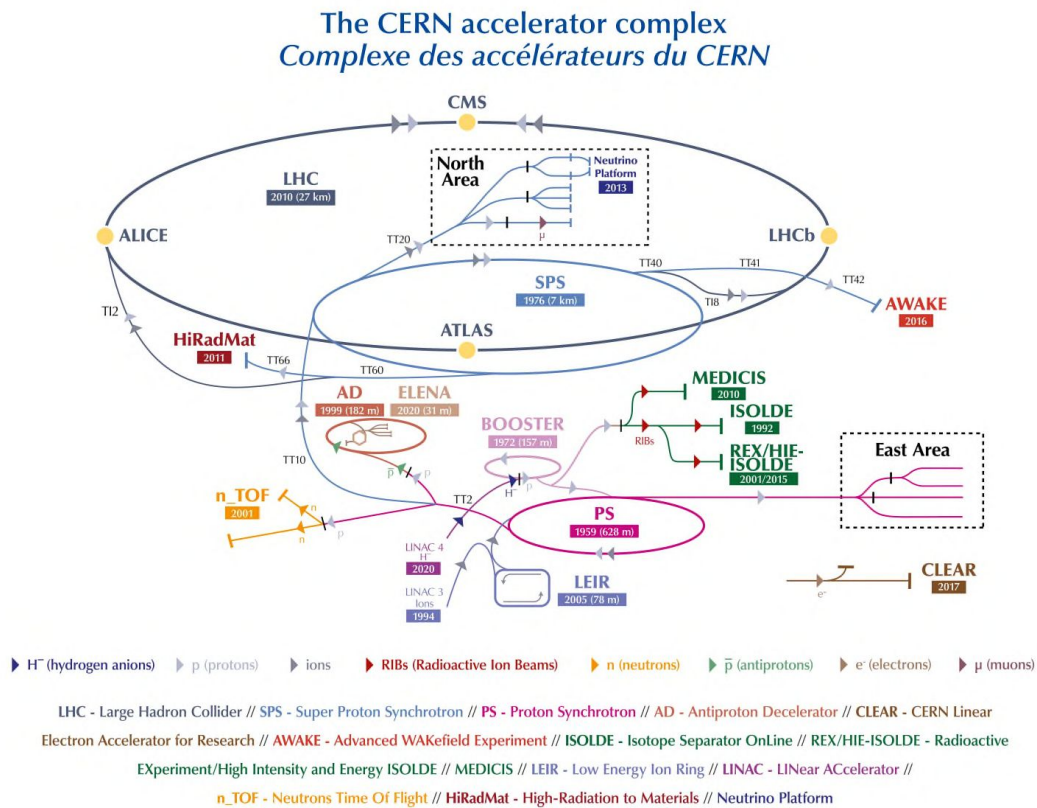 The CERN accelerator complex
Complexe des accélérateurs du CERN
CMS
North
Area
Neutrino
Platform
2013
LHC
2010 (27 km)
µ
ALICE
LHCb
TT20
TT40
TT41
TT42
SPS
1976 (7 km)
TI8
TI2
AWAKE
2016
ATLAS
HiRadMat
2011
TT66
TT60
AD
1999 (182 m)
ELENA
2020 (31 m)
MEDICIS
2010
BOOSTER
1972 (157 m)
ISOLDE
1992
RIBs
REX/HIE-
ISOLDE
2001/2015
East Area
TT10
p̅
p
H⁻
p
TT2
n_TOF
2001
n
n
p
PS
1959 (628 m)
LINAC 4
H⁻
2020
LINAC 3
Ions
1994
LEIR
2005 (78 m)
CLEAR
2017
e⁻
H⁻ (hydrogen anions)
p (protons)
ions
RIBs (Radioactive Ion Beams)
n (neutrons)
p̅ (antiprotons)
e⁻ (electrons)
µ (muons)
LHC - Large Hadron Collider // SPS - Super Proton Synchrotron // PS - Proton Synchrotron // AD - Antiproton Decelerator // CLEAR - CERN Linear
Electron Accelerator for Research // AWAKE - Advanced WAKefield Experiment // ISOLDE - Isotope Separator OnLine // REX/HIE-ISOLDE - Radioactive
EXperiment/High Intensity and Energy ISOLDE // MEDICIS // LEIR - Low Energy Ion Ring // LINAC - LINear ACcelerator //
n_TOF - Neutrons Time Of Flight // HiRadMat - High-Radiation to Materials // Neutrino Platform